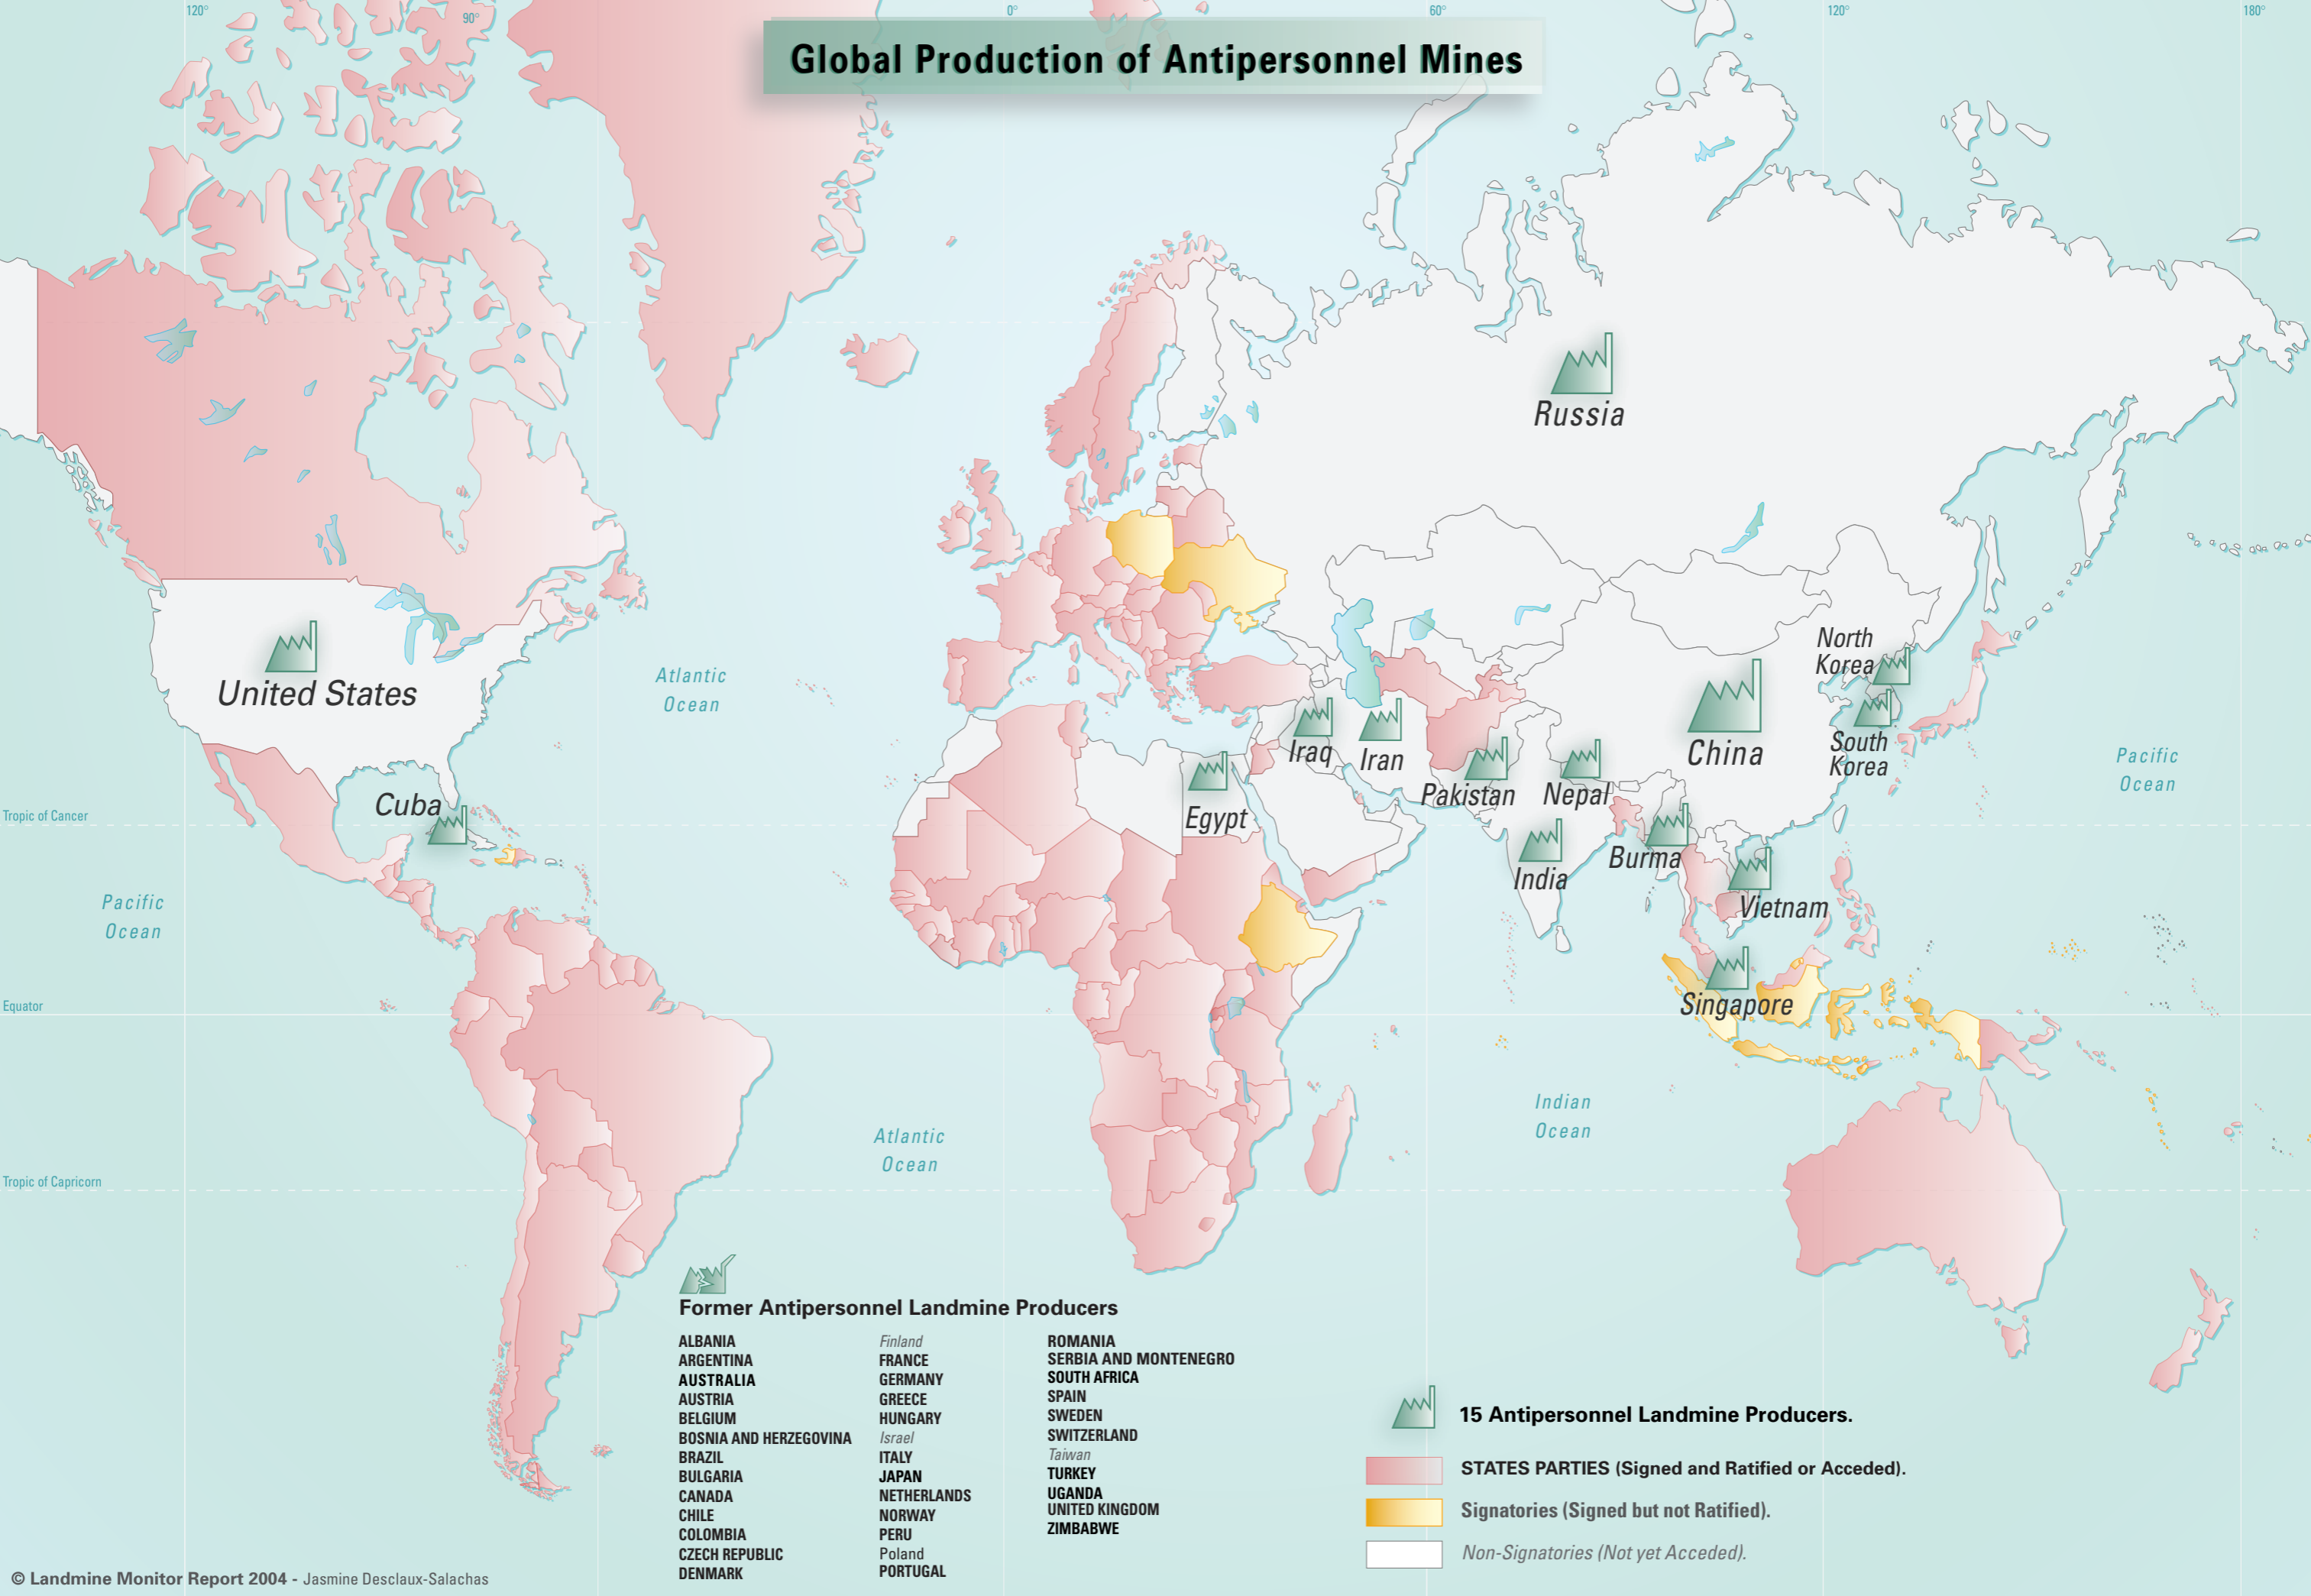 120°
90°
0°
60°
120°
180°
Global Production of Antipersonnel Mines
Russia
United States
Atlantic
Ocean
North
Korea
South
Korea
China
Iraq
Iran
Pacific
Ocean
Pakistan
Nepal
Cuba
Egypt
Tropic of Cancer
Burma
India
Vietnam
Pacific
Ocean
Singapore
Equator
Indian
Ocean
Atlantic
Ocean
Tropic of Capricorn
Former Antipersonnel Landmine Producers
ALBANIA
ARGENTINA
AUSTRALIA
AUSTRIA
BELGIUM
BOSNIA AND HERZEGOVINA
BRAZIL
BULGARIA
CANADA
CHILE
COLOMBIA
CZECH REPUBLIC
DENMARK
Finland
FRANCE
GERMANY
GREECE
HUNGARY
Israel
ITALY
JAPAN
NETHERLANDS
NORWAY
PERU
Poland
PORTUGAL
ROMANIA
SERBIA AND MONTENEGRO
SOUTH AFRICA
SPAIN
SWEDEN
SWITZERLAND
Taiwan
TURKEY
UGANDA
UNITED KINGDOM
ZIMBABWE
15 Antipersonnel Landmine Producers.
STATES PARTIES (Signed and Ratified or Acceded).
Signatories (Signed but not Ratified).
Non-Signatories (Not yet Acceded).
© Landmine Monitor Report 2004 - Jasmine Desclaux-Salachas